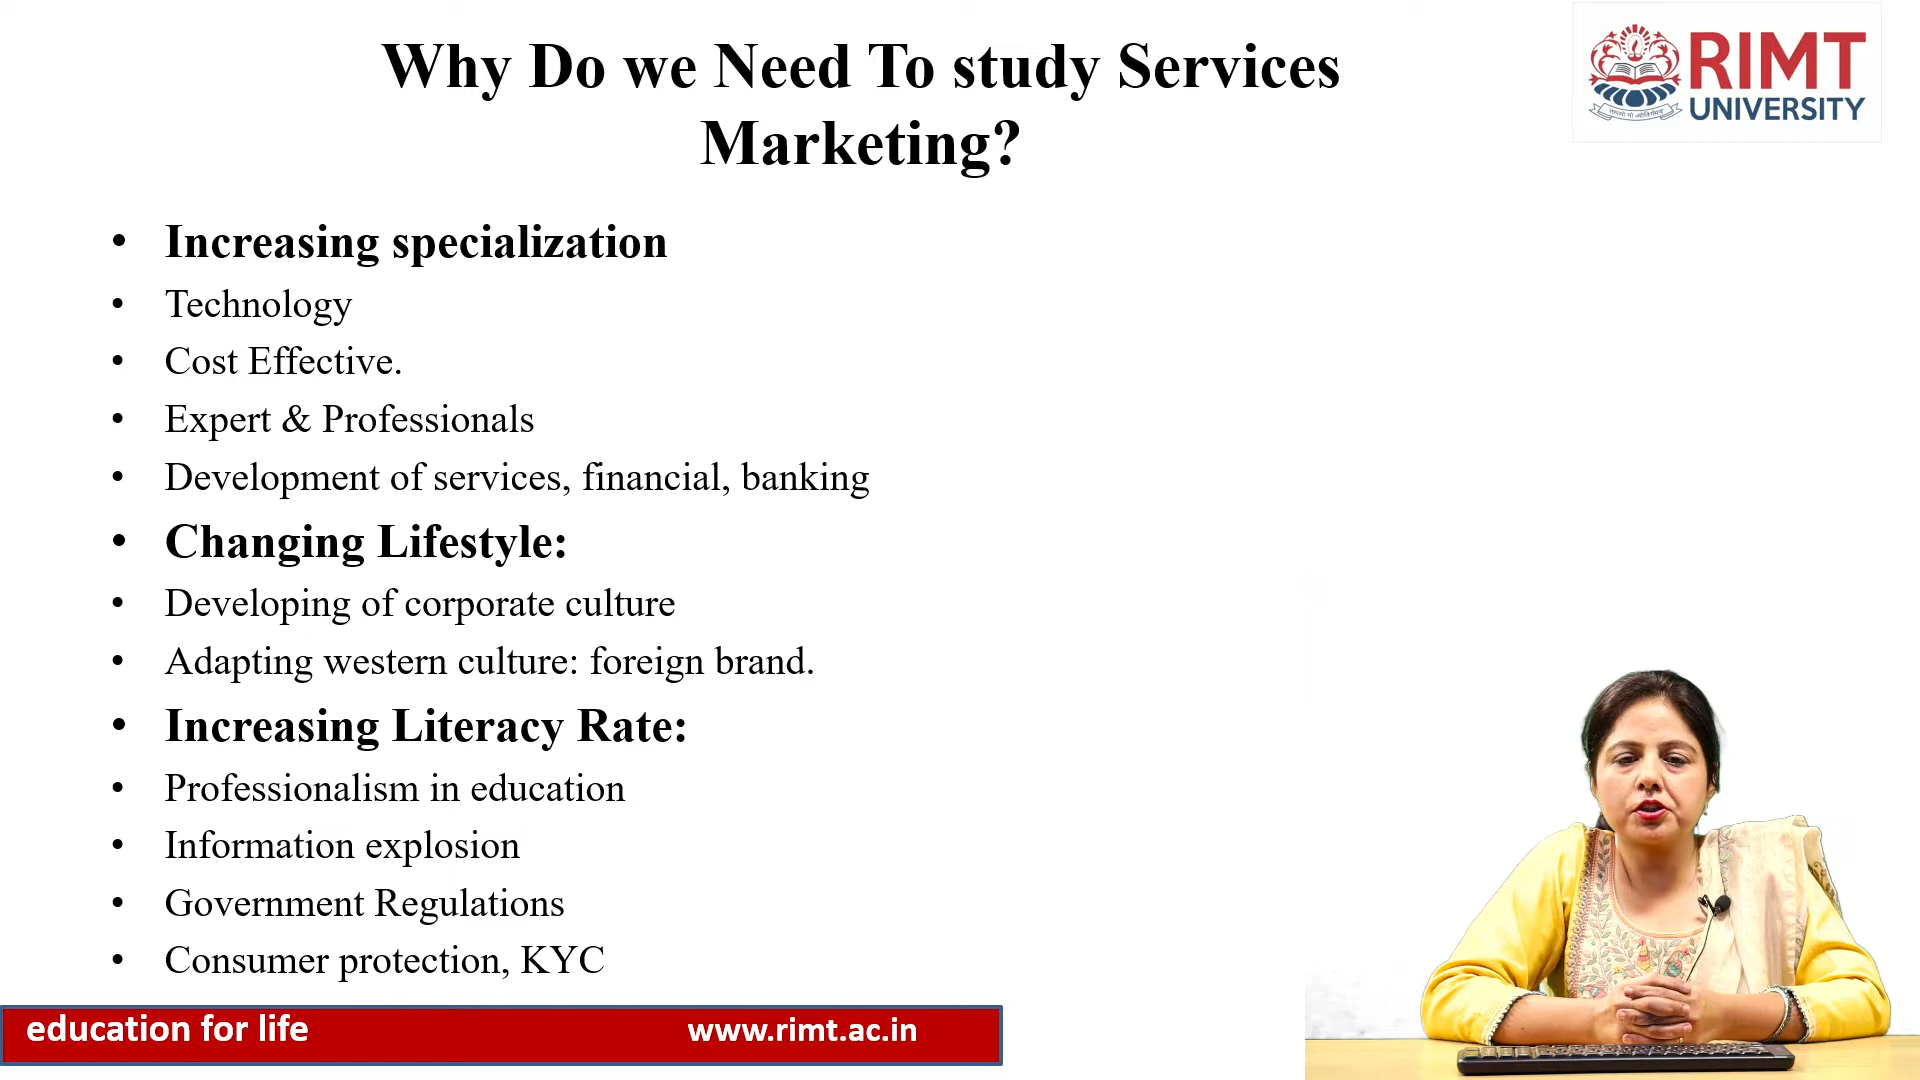 Why Do we Need To study Services
Marketing?
RIMT
UNIVERSITY
• Increasing specialization
• Technology
• Cost Effective.
• Expert & Professionals
• Development of services, financial, banking
• Changing Lifestyle:
• Developing of corporate culture
• Adapting western culture: foreign brand.
• Increasing Literacy Rate:
• Professionalism in education
• Information explosion
• Government Regulations
• Consumer protection, KYC
education for life www.rimt.ac.in